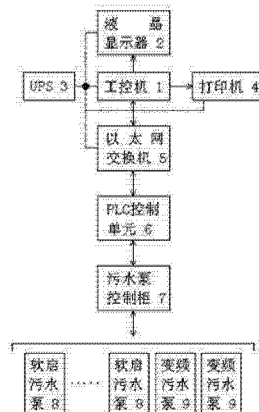 液 晶
显示器 2
UPS 3
工控机 1
打印机 4
以 太 网
交换机 5
PLC控制
单元 6
污水泵
控制柜 7
软启
污水
泵 8
……
软启
污水
泵 8
变频
污水
泵 9
变频
污水
泵 9